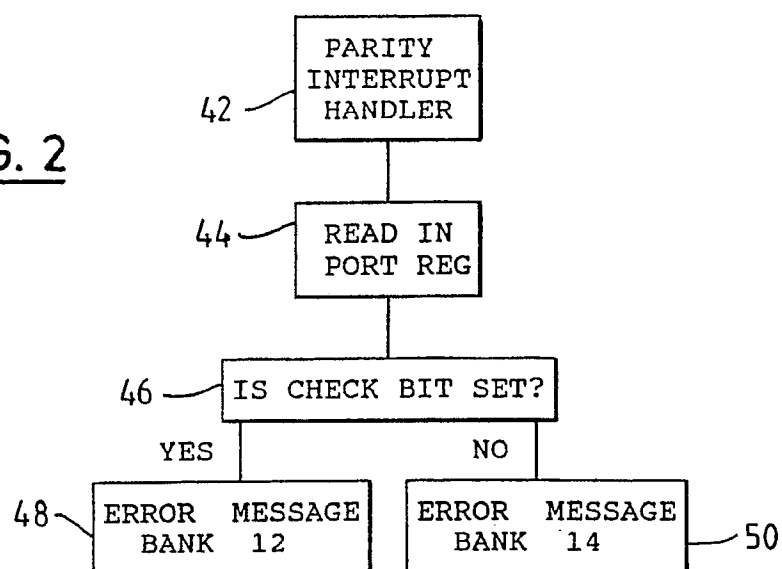 PARITY
INTERRUPT
HANDLER
42
G. 2
44
READ IN
PORT REG
46
IS CHECK BIT SET?
YES
NO
48
ERROR MESSAGE
BANK 12
ERROR MESSAGE
BANK 14
50